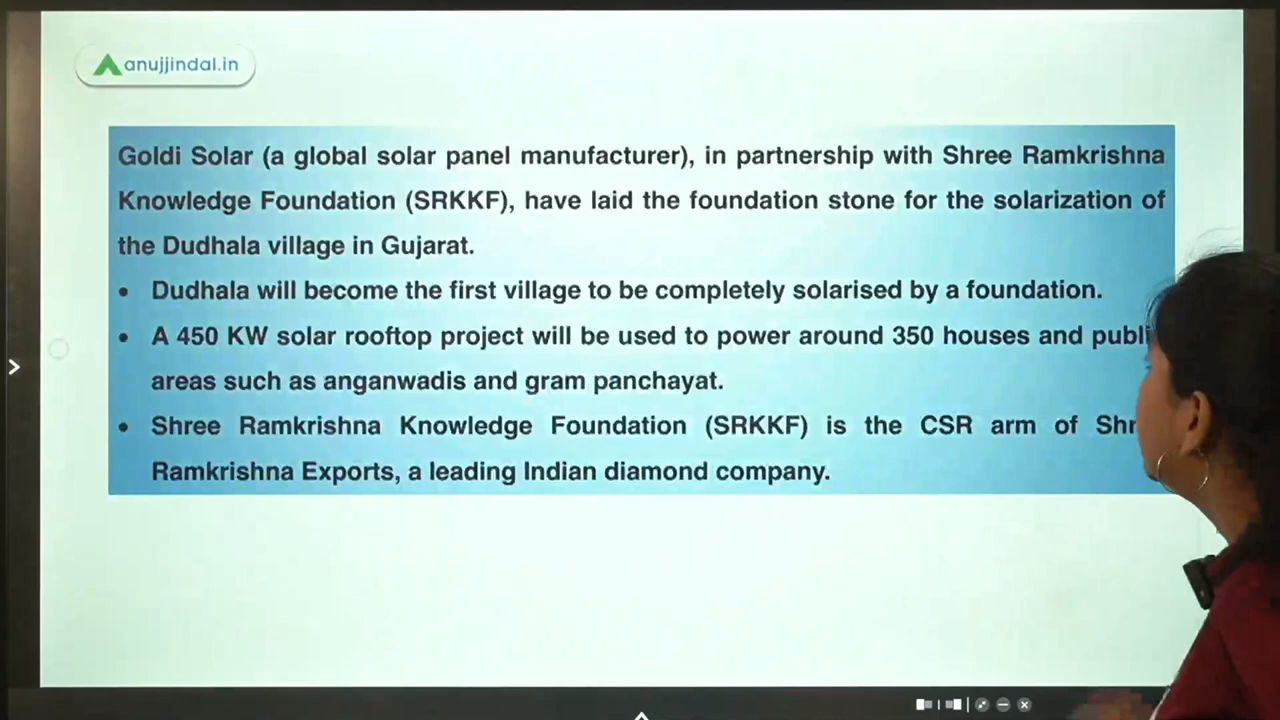 anujjindal.in
Goldi Solar (a global solar panel manufacturer), in partnership with Shree Ramkrishna
Knowledge Foundation (SRKKF), have laid the foundation stone for the solarization of
the Dudhala village in Gujarat.
• Dudhala will become the first village to be completely solarised by a foundation.
• A 450 KW solar rooftop project will be used to power around 350 houses and
areas such as anganwadis and gram panchayat.
• Shree Ramkrishna Knowledge Foundation (SRKKF) is the CSR arm of
Ramkrishna Exports, a leading Indian diamond company.